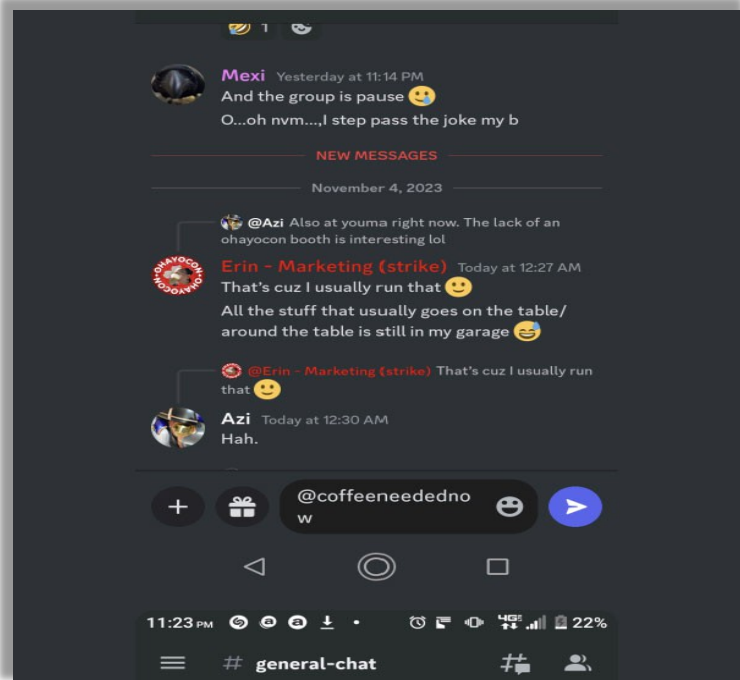 1
Mexi Yesterday at 11:14 PM
And the group is pause
O...oh nvm...,I step pass the joke my b
NEW MESSAGES
November 4, 2023
@Azi Also at youma right now. The lack of an
ohayocon booth is interesting lol
OHAYOCON•OHAYOCON•
Erin - Marketing (strike) Today at 12:27 AM
That's cuz I usually run that
All the stuff that usually goes on the table/
around the table is still in my garage
@Erin - Marketing (strike) That's cuz I usually run
that
Azi Today at 12:30 AM
Hah.
@coffeeneededno
w
11:23 PM 4GE 22%
# general-chat